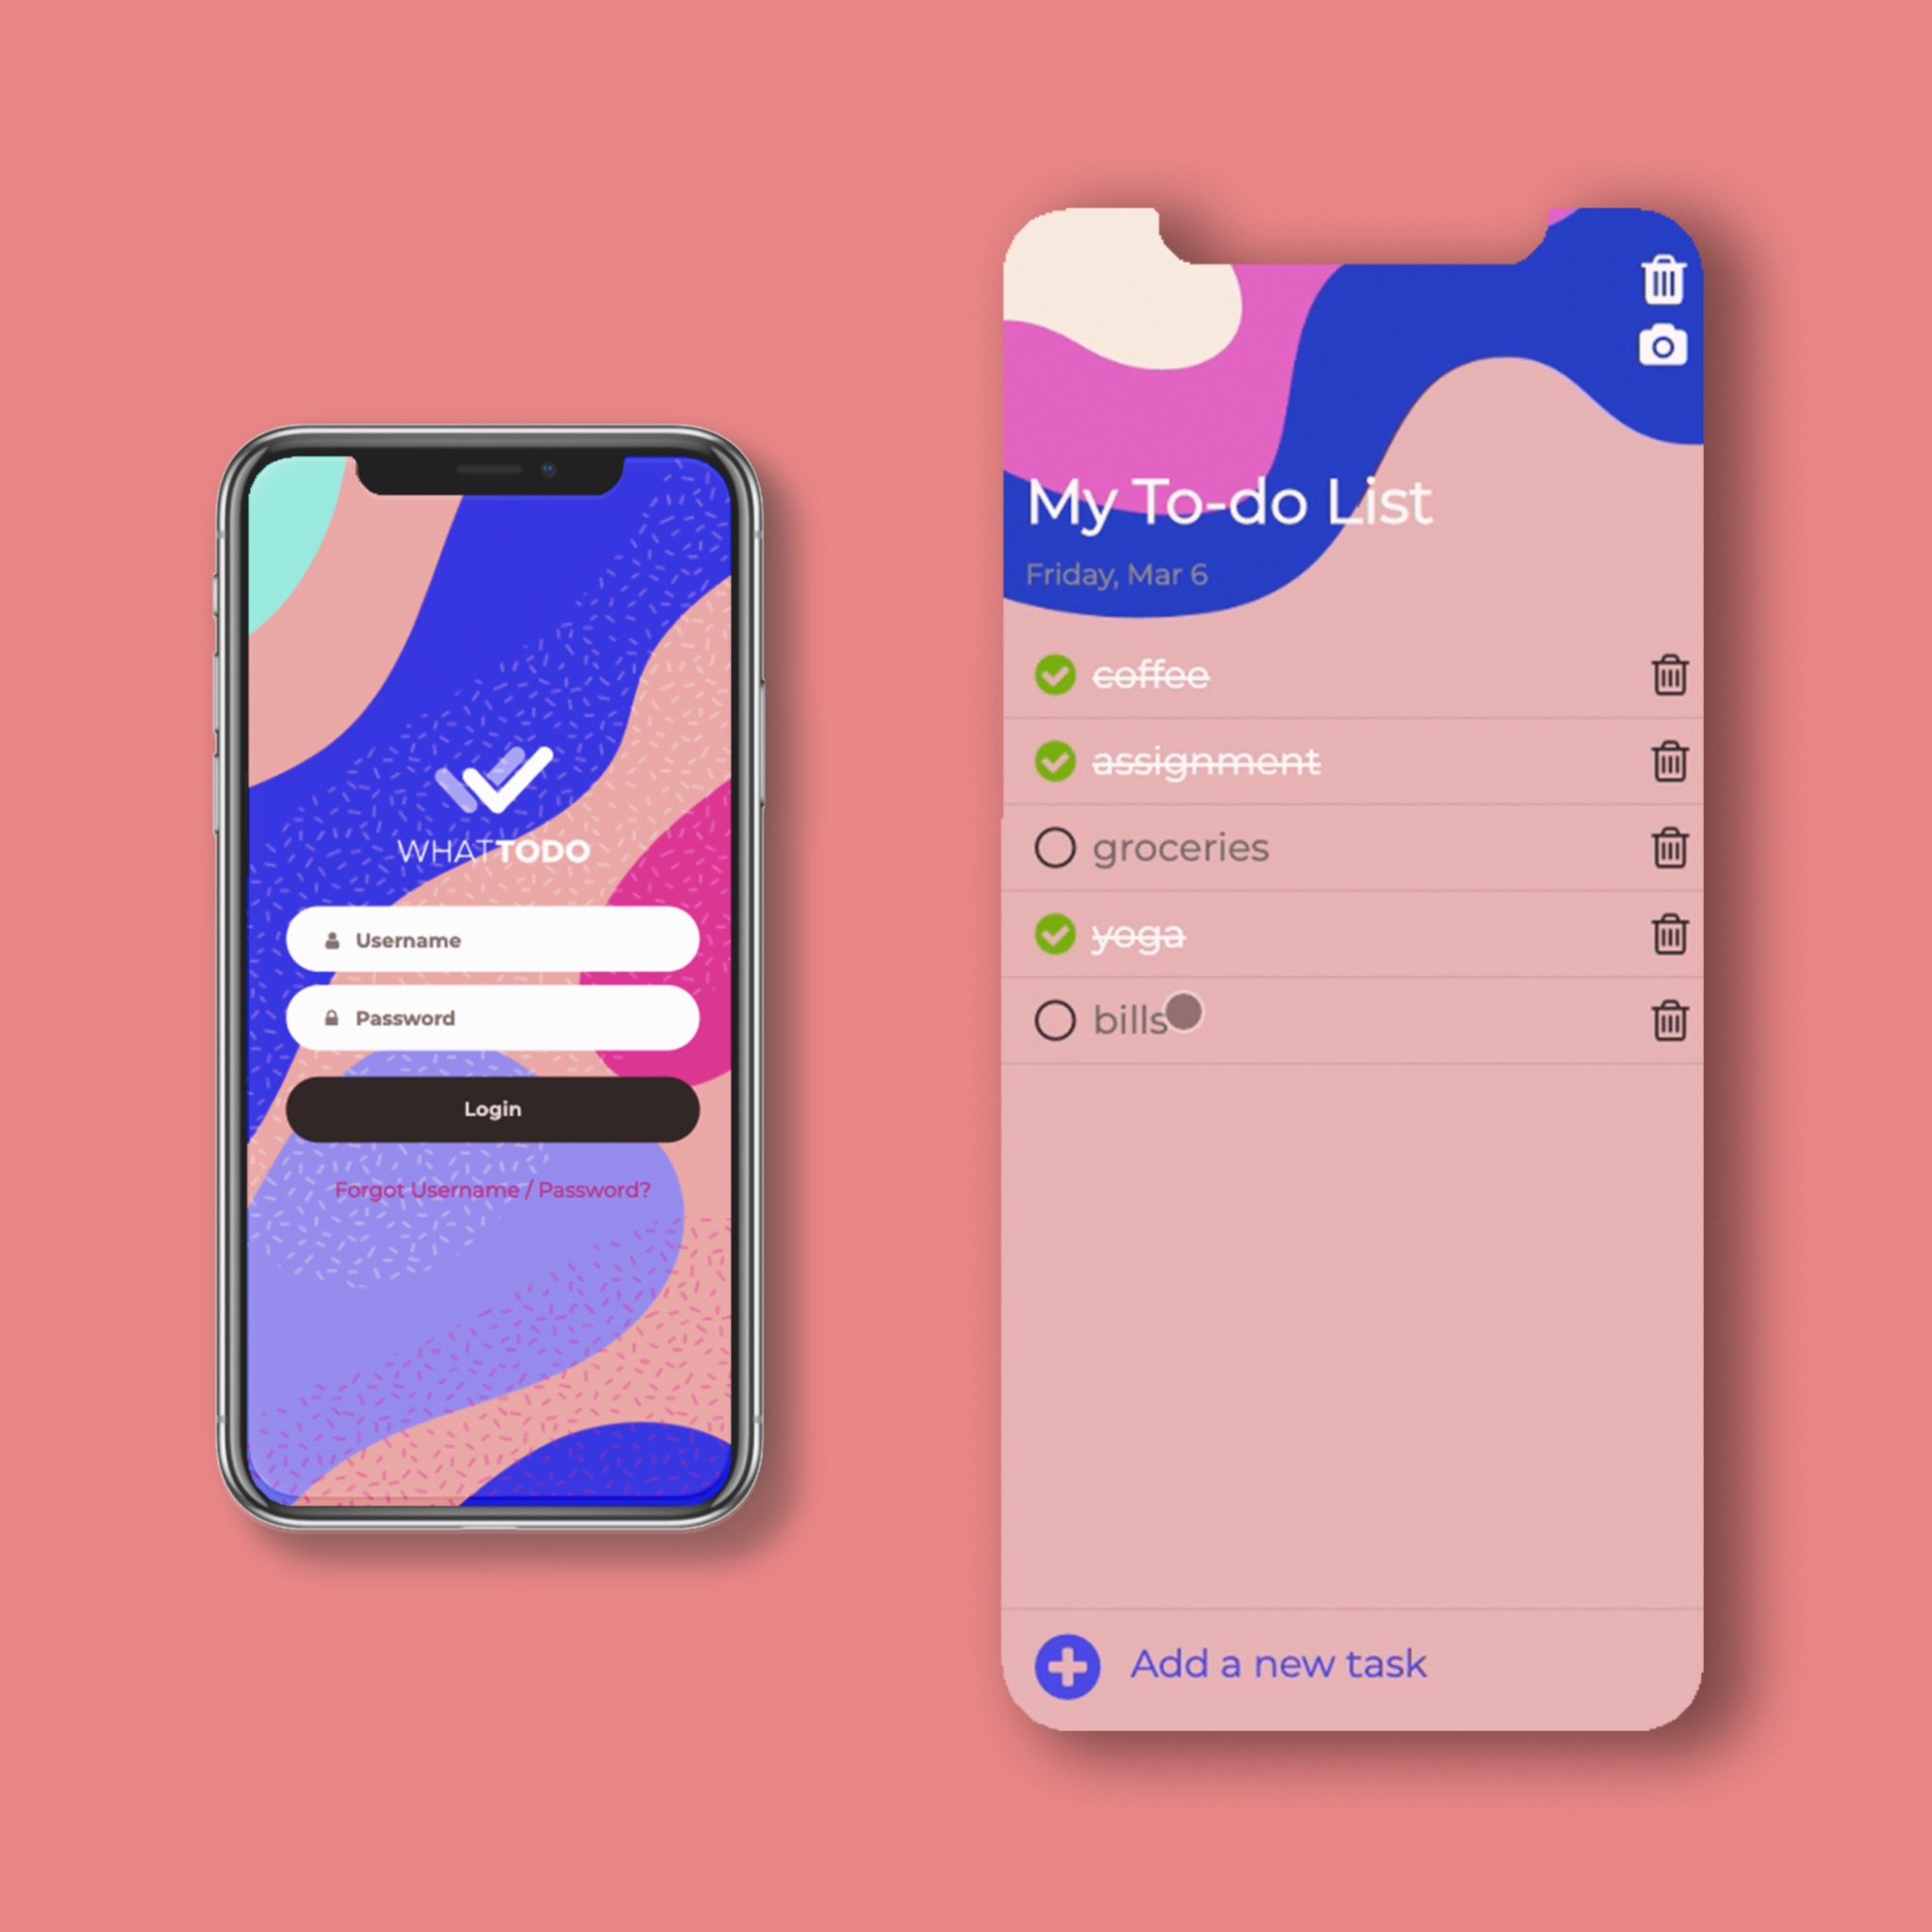 WHATTODO
Username
Password
Login
Forgot Username / Password?
My To-do List
Friday, Mar 6
coffee
assignment
groceries
yoga
bills
Add a new task